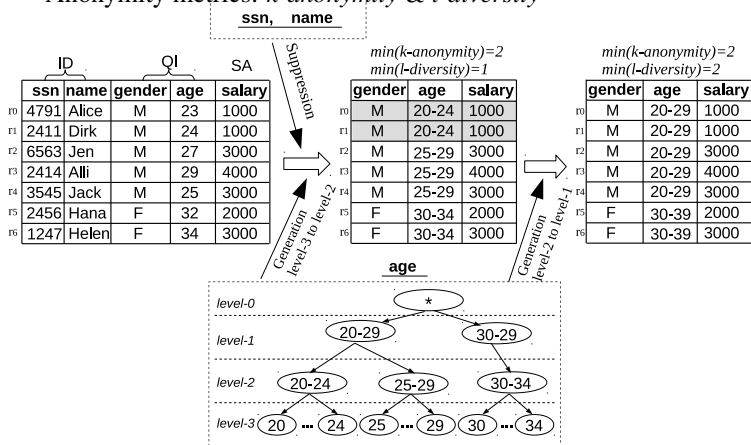 Anonymity metrics: k-anonymity & l-diversity
ssn, name
Suppression
ID QI SA
ssn name gender age salary
r0 4791 Alice M 23 1000
r1 2411 Dirk M 24 1000
r2 6563 Jen M 27 3000
r3 2414 Alli M 29 4000
r4 3545 Jack M 25 3000
r5 2456 Hana F 32 2000
r6 1247 Helen F 34 3000
min(k-anonymity)=2
min(l-diversity)=1
gender age salary
r0 M 20-24 1000
r1 M 20-24 1000
r2 M 25-29 3000
r3 M 25-29 4000
r4 M 25-29 3000
r5 F 30-34 2000
r6 F 30-34 3000
min(k-anonymity)=2
min(l-diversity)=2
gender age salary
r0 M 20-29 1000
r1 M 20-29 1000
r2 M 20-29 3000
r3 M 20-29 4000
r4 M 20-29 3000
r5 F 30-39 2000
r6 F 30-39 3000
Generation
level-3 to level-2
Generation
level-2 to level-1
age
level-0 *
level-1 20-29 30-29
level-2 20-24 25-29 30-34
level-3 20 ... 24 25 ... 29 30 ... 34